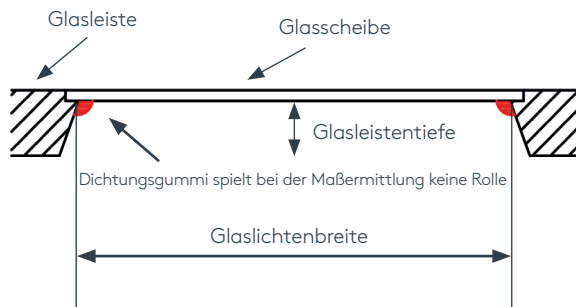 Glasleiste
Glasscheibe
Glasleistentiefe
Dichtungsgummi spielt bei der Maßermittlung keine Rolle
Glaslichtenbreite